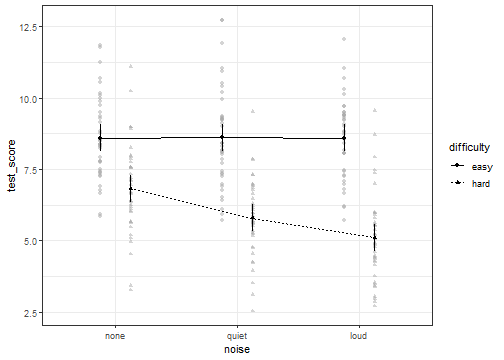 12.5
10.0
7.5
5.0
2.5
test_score
none quiet loud
noise
difficulty
easy
hard